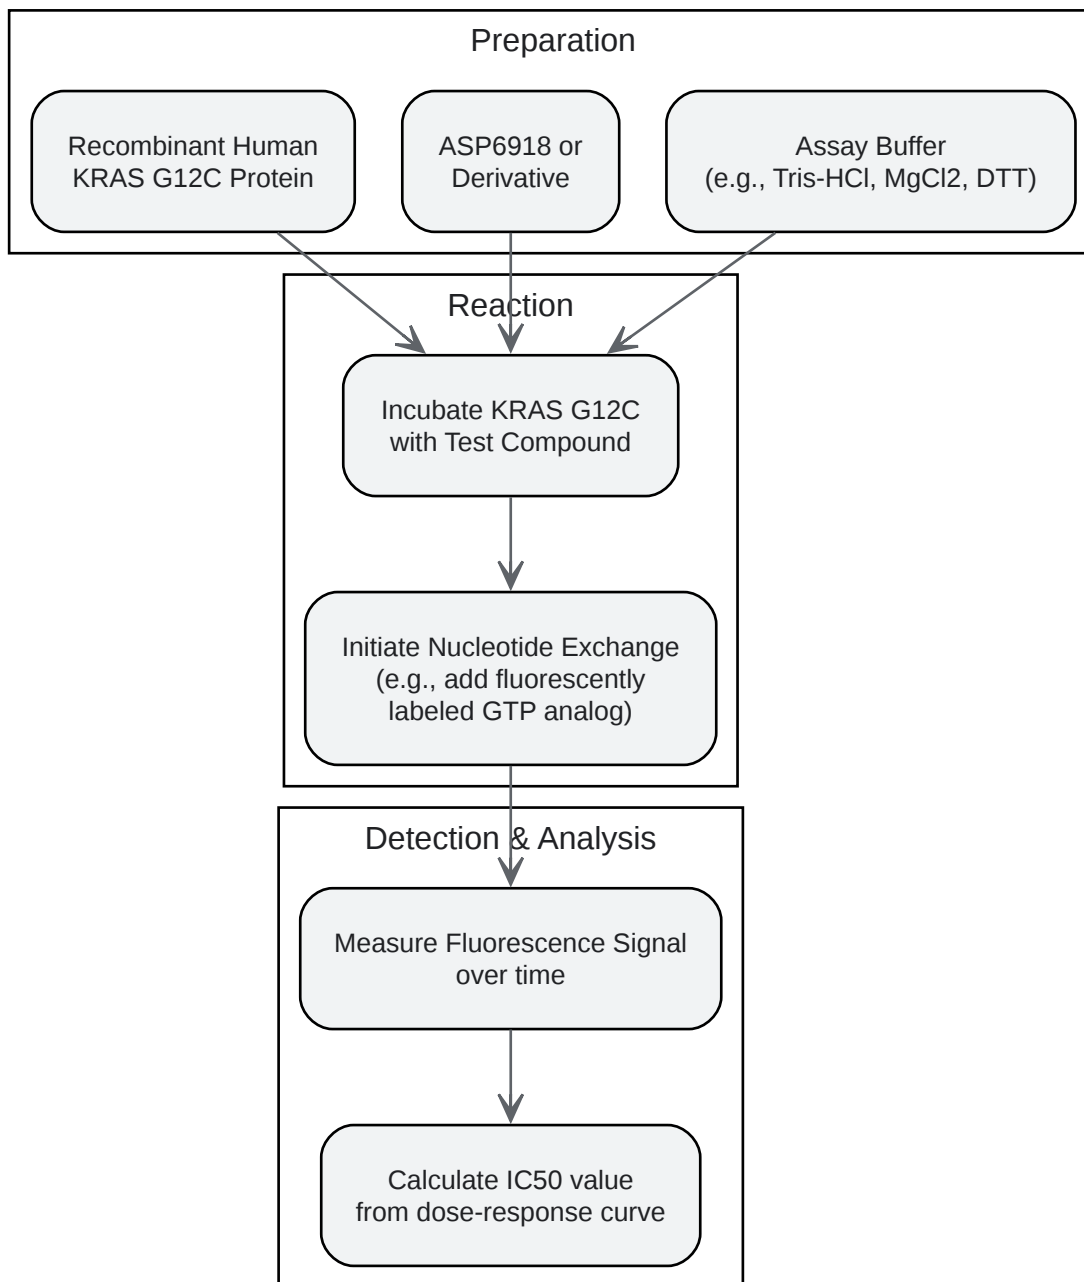 Preparation
Recombinant Human
KRAS G12C Protein
ASP6918 or
Derivative
Assay Buffer
(e.g., Tris-HCl, MgCl2, DTT)
Reaction
Incubate KRAS G12C
with Test Compound
Initiate Nucleotide Exchange
(e.g., add fluorescently
labeled GTP analog)
Detection & Analysis
Measure Fluorescence Signal
over time
Calculate IC50 value
from dose-response curve